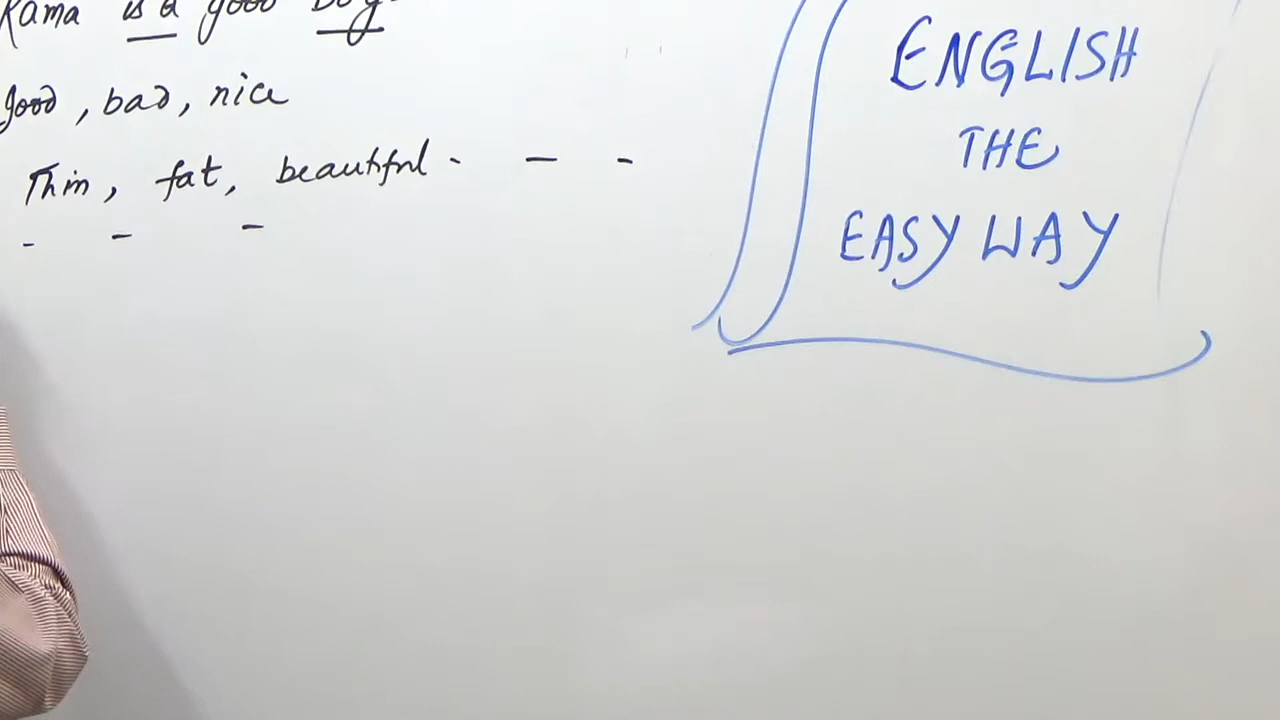 Rama is a good boy
good, bad, nice
Thin, fat, beautiful - - -
- - -
ENGLISH
THE
EASY WAY